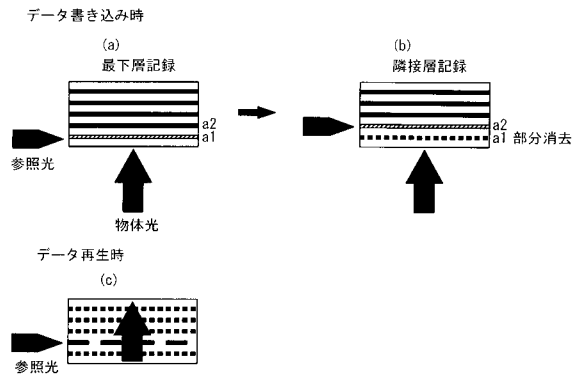 データ書き込み時
(a)
最下層記録
a2
a1
参照光
物体光
(b)
隣接層記録
a2
a1 部分消去
データ再生時
(c)
参照光